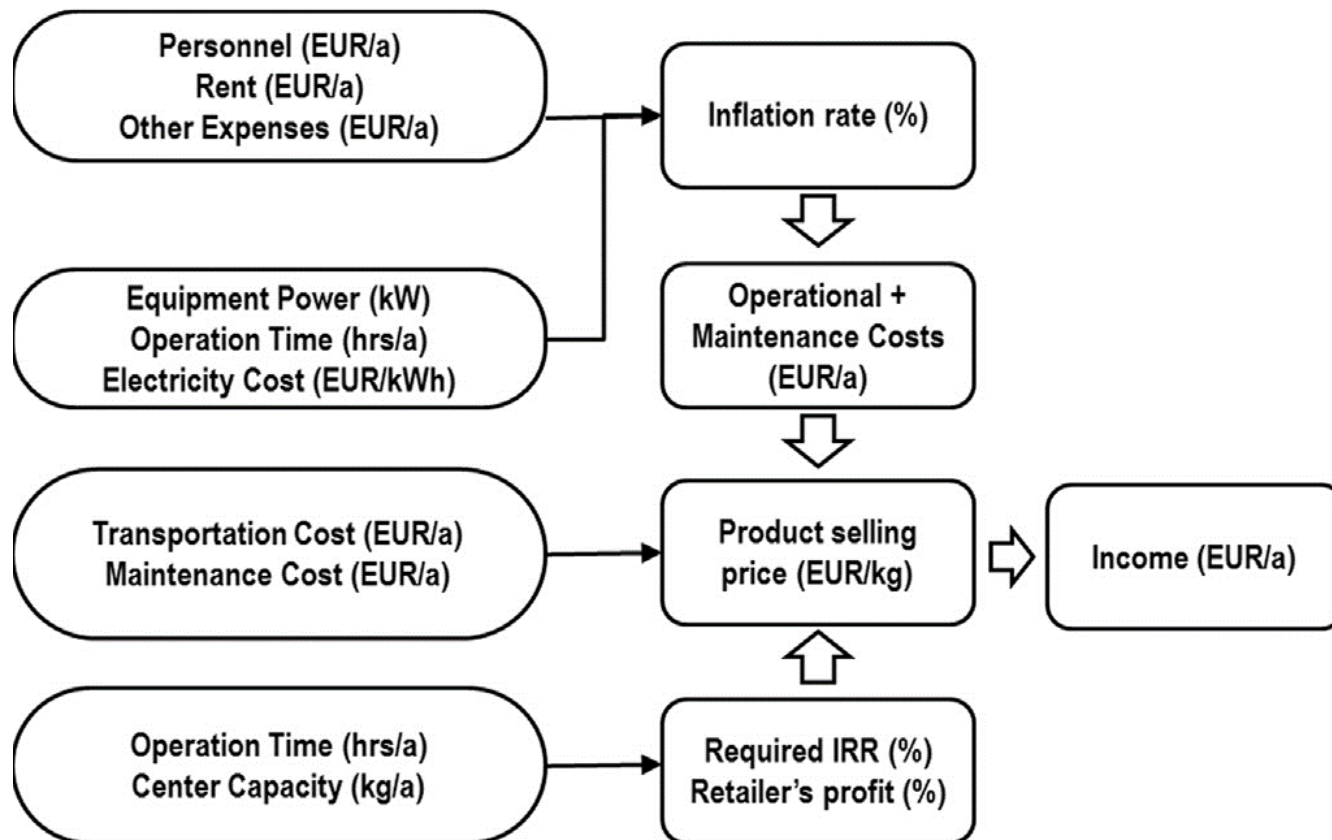 Personnel (EUR/a)
Rent (EUR/a)
Other Expenses (EUR/a)
Inflation rate (%)
Equipment Power (kW)
Operation Time (hrs/a)
Electricity Cost (EUR/kWh)
Operational +
Maintenance Costs
(EUR/a)
Transportation Cost (EUR/a)
Maintenance Cost (EUR/a)
Product selling
price (EUR/kg)
Income (EUR/a)
Operation Time (hrs/a)
Center Capacity (kg/a)
Required IRR (%)
Retailer's profit (%)